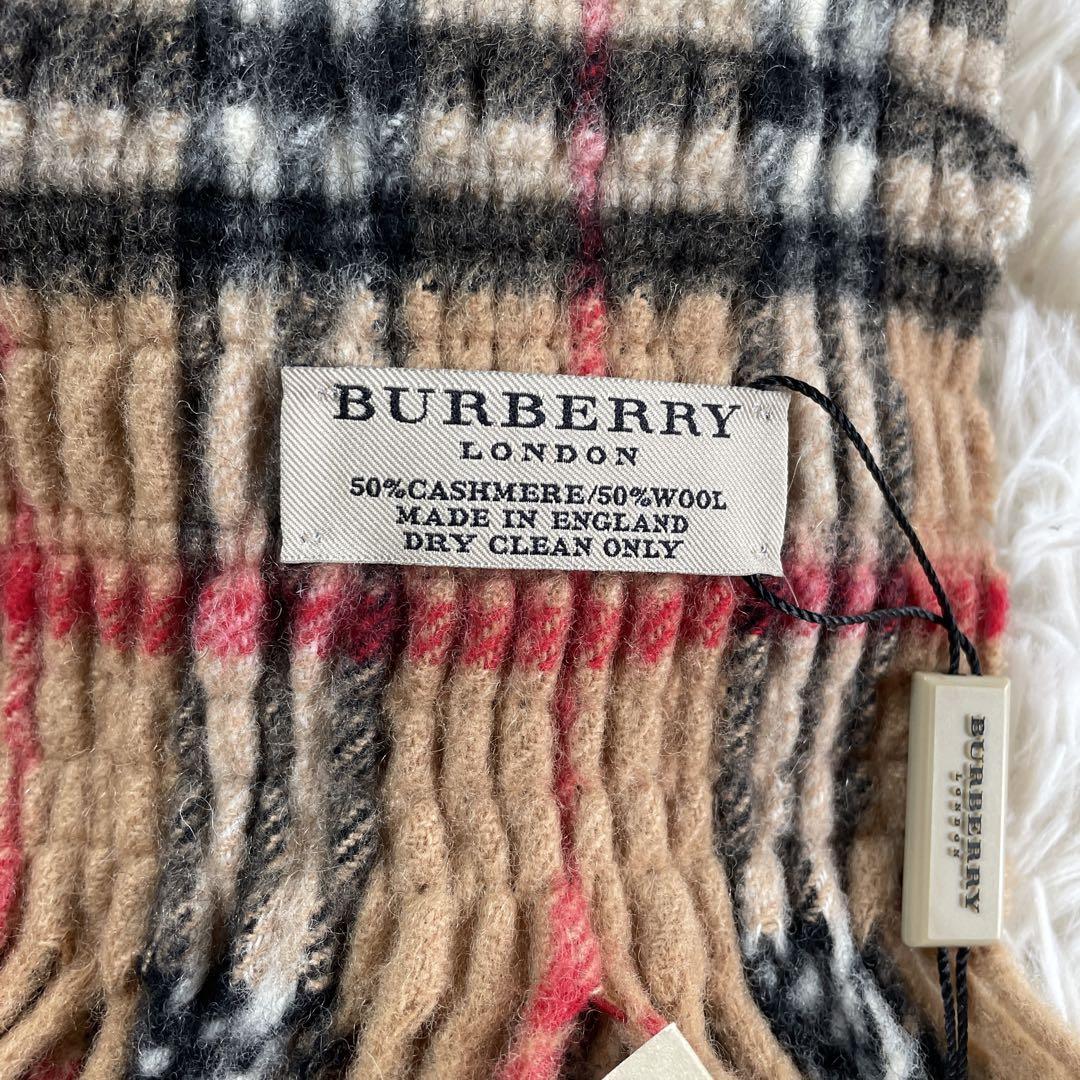 BURBERRY
LONDON
50%CASHMERE/50%WOOL
MADE IN ENGLAND
DRY CLEAN ONLY
BURBERRY
LONDON